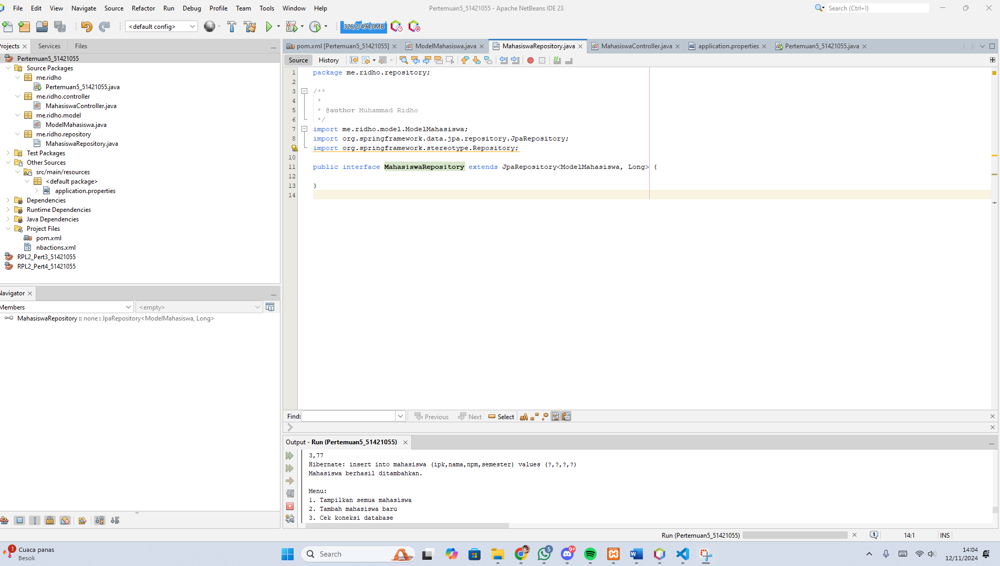 File Edit View Navigate Source Refactor Run Debug Profile Team Tools Window Help
Pertemuan5_51421055 - Apache NetBeans IDE 23
Search (Ctrl+I)
<default config>
326,2/494,0MB
Projects Services Files
Pertemuan5_51421055
Source Packages
me.ridho
Pertemuan5_51421055.java
me.ridho.controller
MahasiswaController.java
me.ridho.model
ModelMahasiswa.java
me.ridho.repository
MahasiswaRepository.java
Test Packages
Other Sources
src/main/resources
<default package>
application.properties
Dependencies
Runtime Dependencies
Java Dependencies
Project Files
pom.xml
nbactions.xml
RPL2_Pert3_51421055
RPL2_Pert4_51421055
Navigator
Members
<empty>
MahasiswaRepository :: none : JpaRepository<ModelMahasiswa, Long>
pom.xml [Pertemuan5_51421055] ModelMahasiswa.java MahasiswaRepository.java MahasiswaController.java application.properties Pertemuan5_51421055.java
Source History
1 package me.ridho.repository;
2
3 /**
4 *
5 * @author Muhammad Ridho
6 */
7 import me.ridho.model.ModelMahasiswa;
8 import org.springframework.data.jpa.repository.JpaRepository;
import org.springframework.stereotype.Repository;
10
11 public interface MahasiswaRepository extends JpaRepository<ModelMahasiswa, Long> {
12
13 }
14
Find: Previous Next Select
Output - Run (Pertemuan5_51421055)
3,77
Hibernate: insert into mahasiswa (ipk,nama,npm,semester) values (?,?,?,?)
Mahasiswa berhasil ditambahkan.
Menu:
1. Tampilkan semua mahasiswa
2. Tambah mahasiswa baru
3. Cek koneksi database
Run (Pertemuan5_51421055)
1
14:1
INS
1
Cuaca panas
Besok
Search
5
9+
14:04
12/11/2024